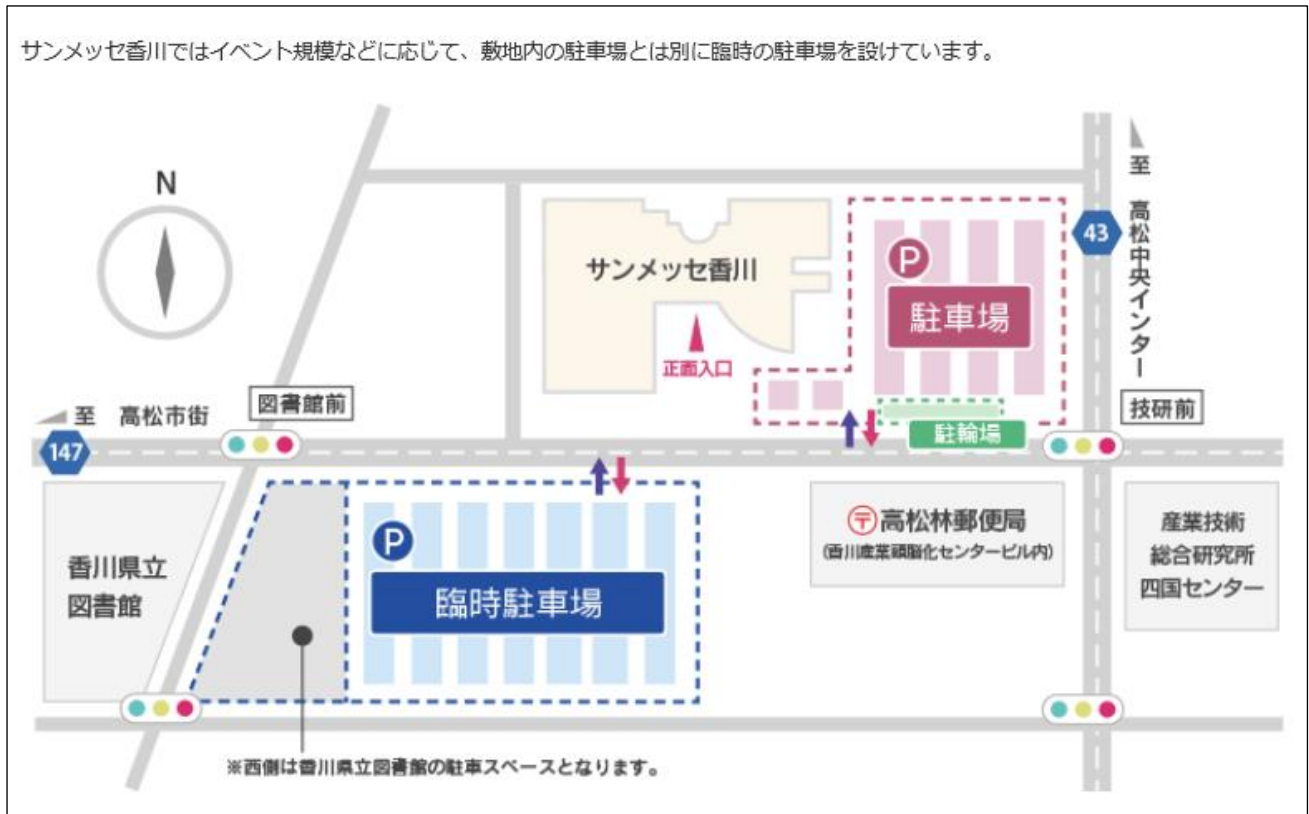 サンメッセ香川ではイベント規模などに応じて、敷地内の駐車場とは別に臨時の駐車場を設けています。
N
サンメッセ香川
正面入口
P
駐車場
43
至 高松中央インター
至 高松市街
図書館前
技研前
147
駐輪場
香川県立
図書館
P
臨時駐車場
〒高松林郵便局
(香川産業頭脳化センタービル内)
産業技術
総合研究所
四国センター
※西側は香川県立図書館の駐車スペースとなります。